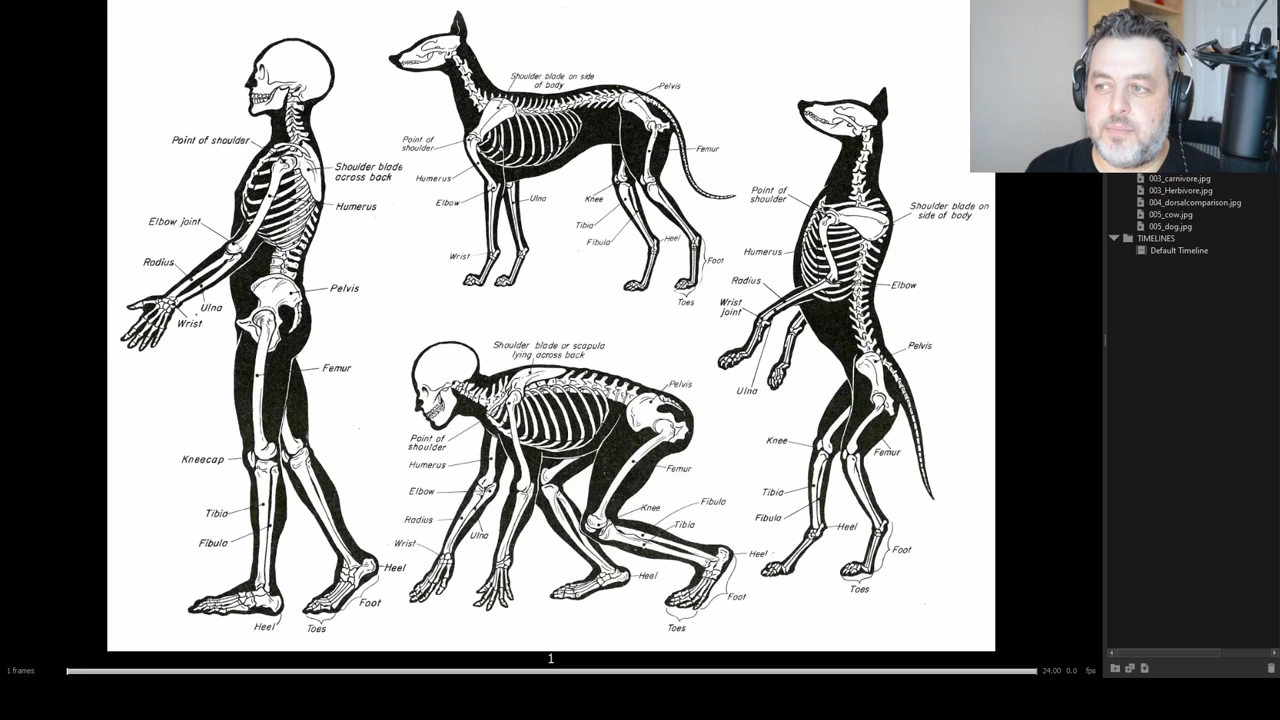 Point of shoulder
Shoulder blade
across back
Humerus
Elbow joint
Radius
Ulna
Wrist
Pelvis
Femur
Kneecap
Tibia
Fibula
Heel
Foot
Heel
Toes
Shoulder blade on side
of body
Pelvis
Point of
shoulder
Humerus
Elbow
Ulna
Wrist
Knee
Femur
Tibia
Fibula
Heel
Foot
Toes
Shoulder blade or scapula
lying across back
Pelvis
Point of
shoulder
Humerus
Elbow
Radius
Ulna
Wrist
Femur
Knee
Fibula
Tibia
Heel
Heel
Foot
Toes
Point of
shoulder
Shoulder blade on
side of body
Humerus
Radius
Elbow
Wrist
joint
Ulna
Pelvis
Knee
Femur
Tibia
Fibula
Heel
Foot
Toes
003_carnivore.jpg
003_Herbivore.jpg
004_dorsalcomparison.jpg
005_cow.jpg
005_dog.jpg
TIMELINES
Default Timeline
1
1 frames
24.00 0.0 fps